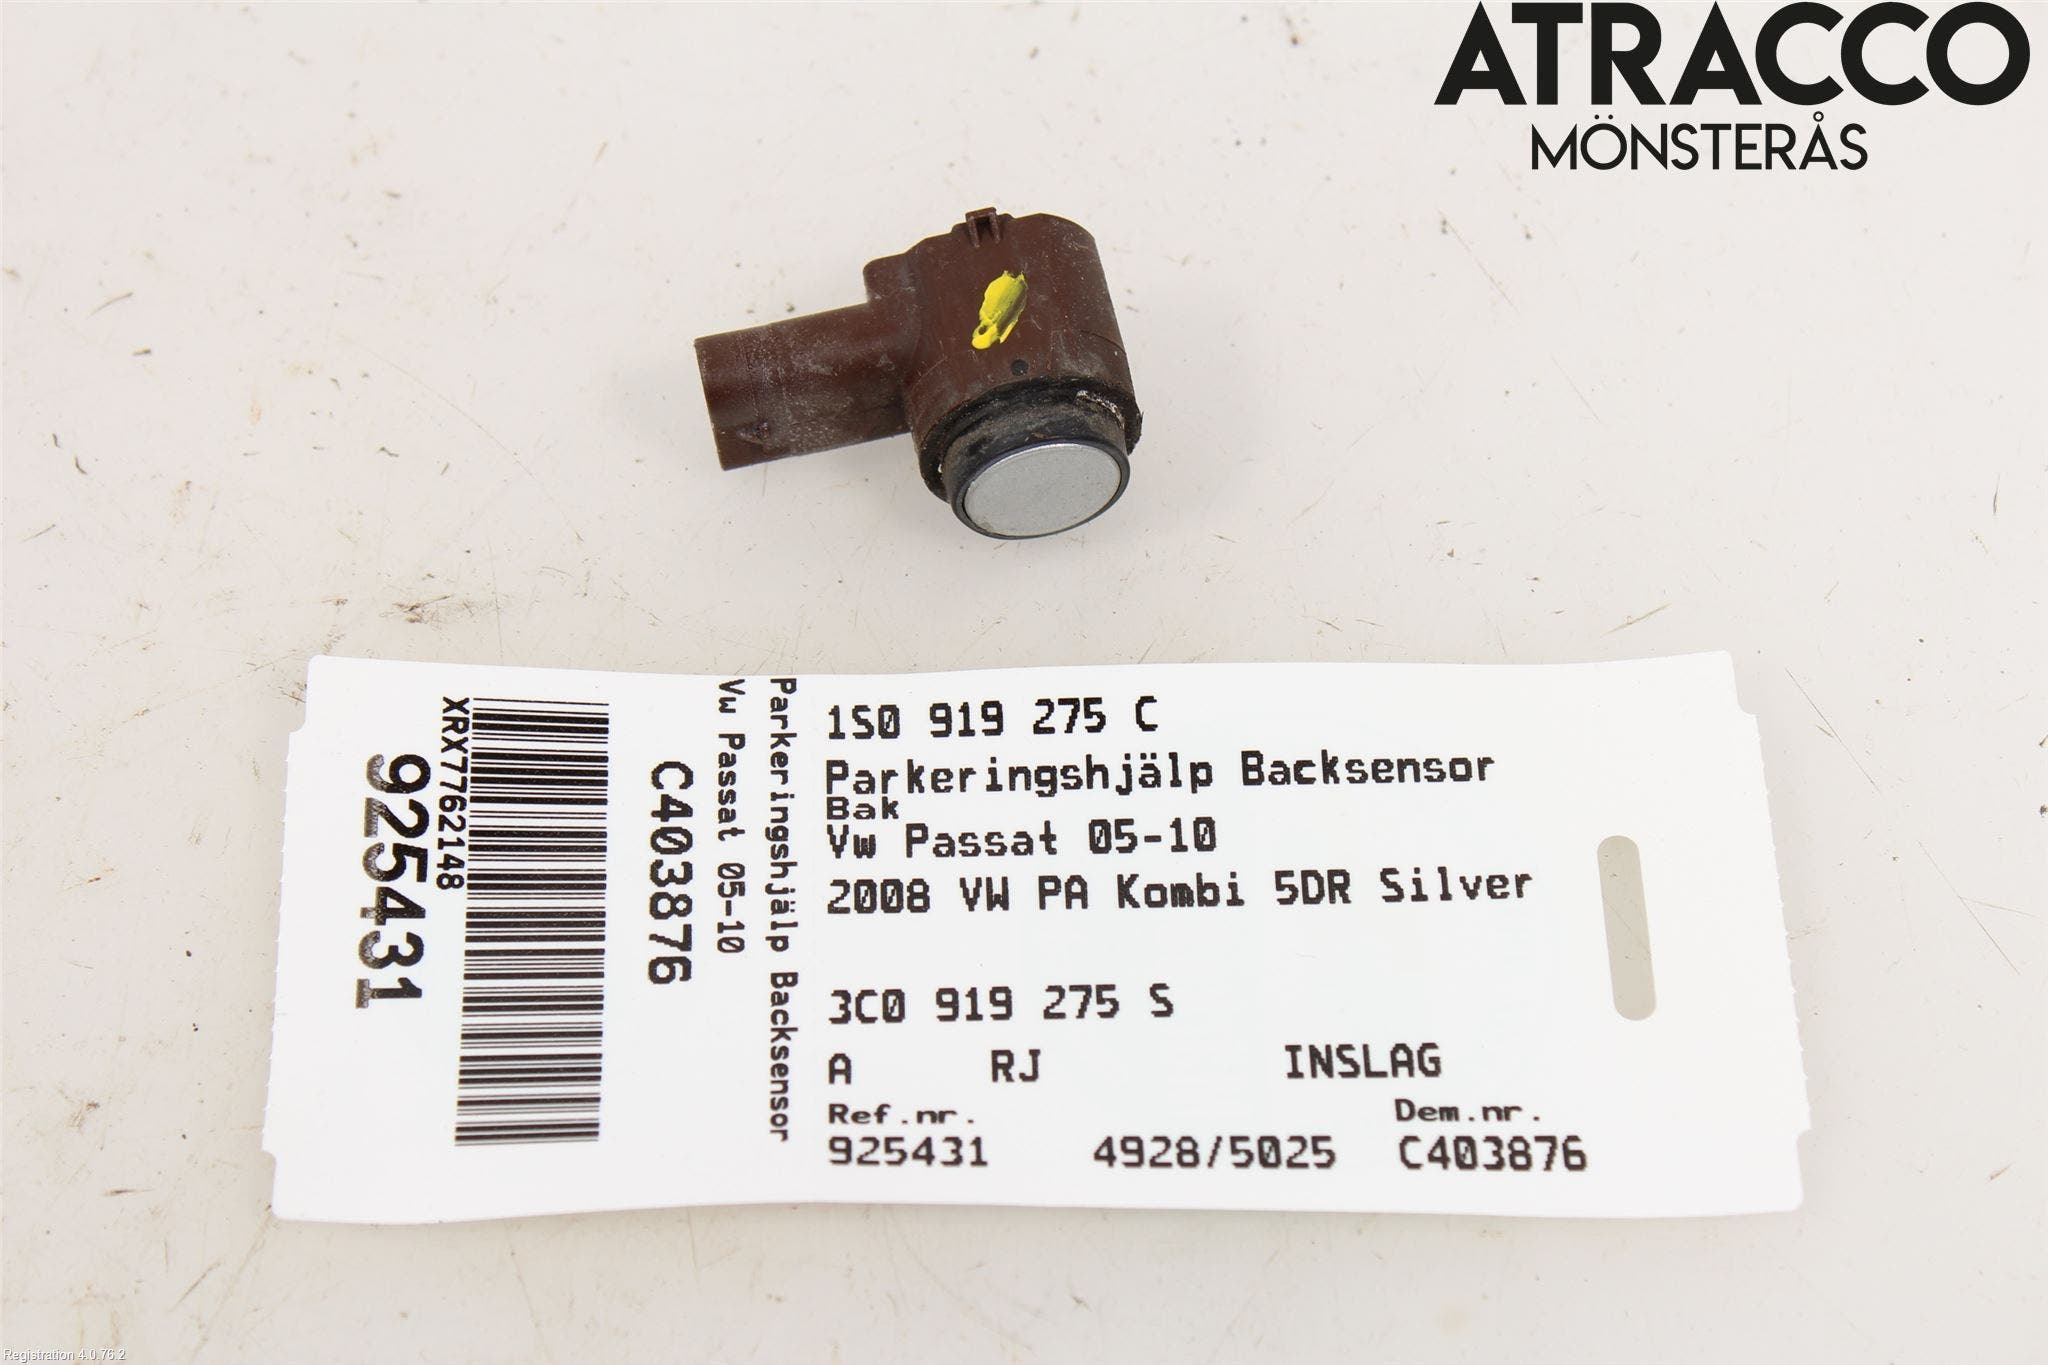 ATRACCO
MÖNSTERÅS
1S0 919 275 C
Parkeringshjälp Backsensor
Bak
Vw Passat 05-10
2008 VW PA Kombi 5DR Silver
3C0 919 275 S
A RJ INSLAG
Ref.nr. Dem.nr.
925431 4928/5025 C403876
Parkeringshjälp Backsensor
Vw Passat 05-10
C403876
XRX7762148
925431
Registration 4.0.76.2